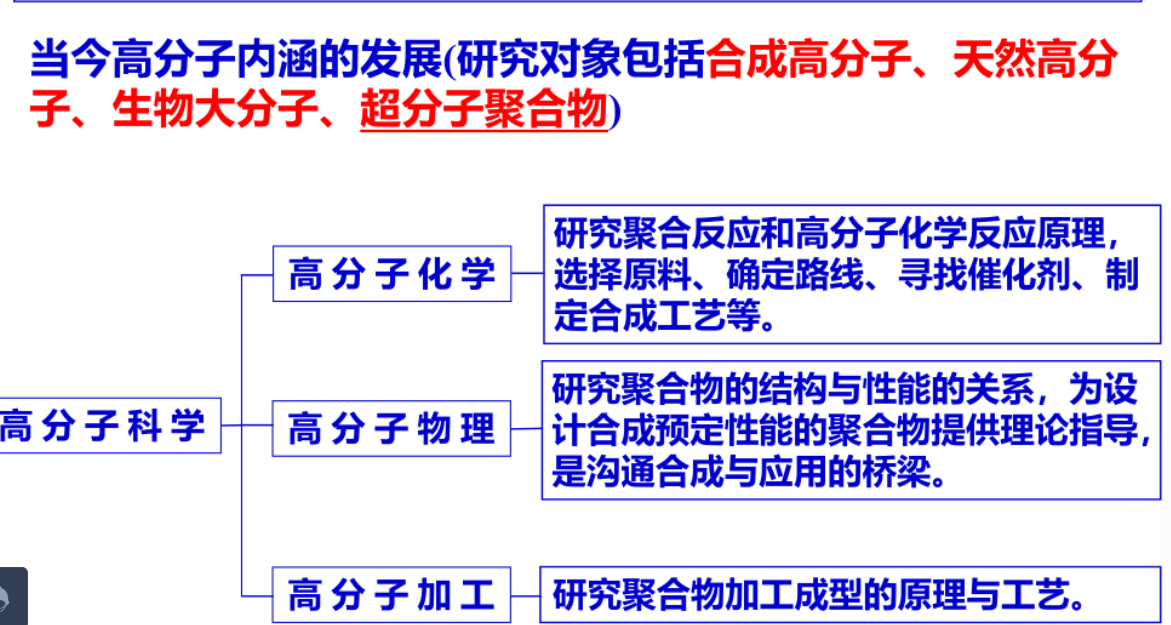 当今高分子内涵的发展(研究对象包括合成高分子、天然高分
子、生物大分子、超分子聚合物)
高分子科学
高分子化学
研究聚合反应和高分子化学反应原理，
选择原料、确定路线、寻找催化剂、制
定合成工艺等。
高分子物理
研究聚合物的结构与性能的关系，为设
计合成预定性能的聚合物提供理论指导，
是沟通合成与应用的桥梁。
高分子加工
研究聚合物加工成型的原理与工艺。